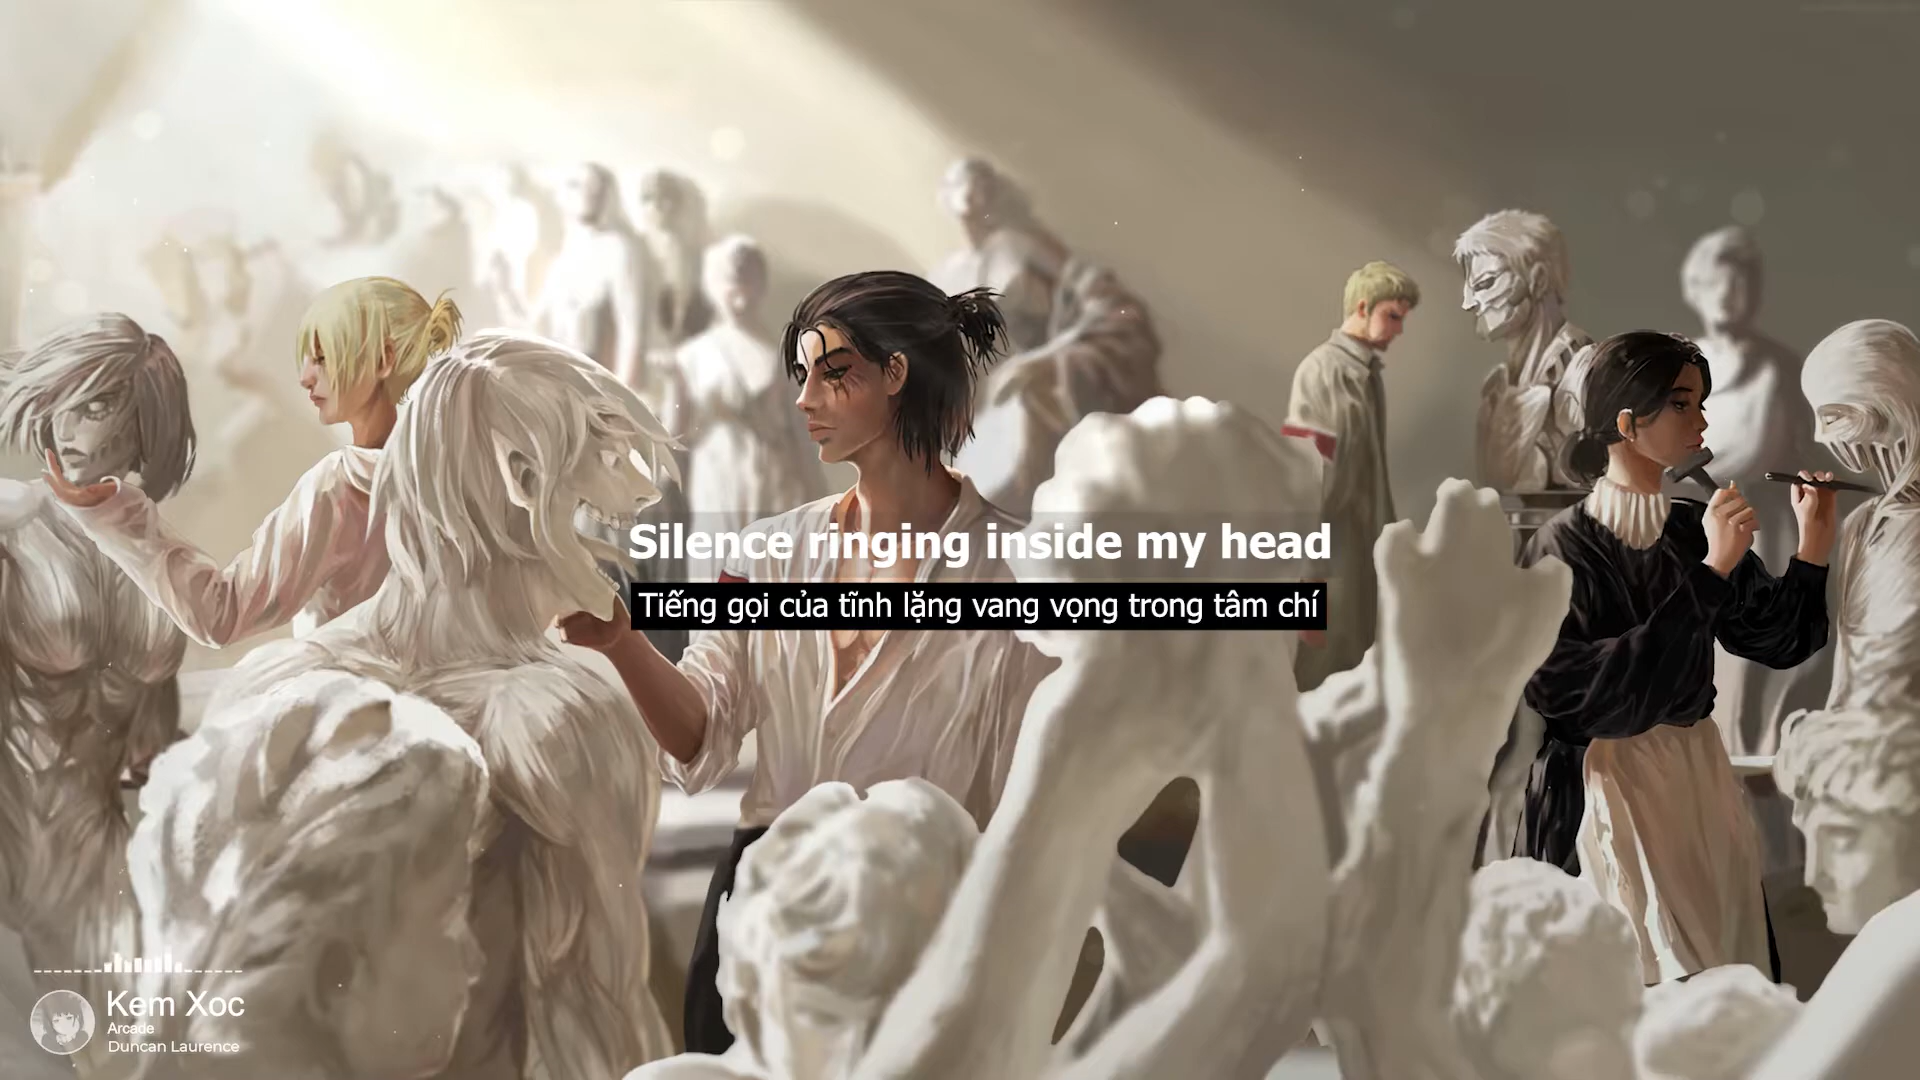 Silence ringing inside my head
Tiếng gọi của tĩnh lặng vang vọng trong tâm chí
Kem Xoc
Arcade
Duncan Laurence